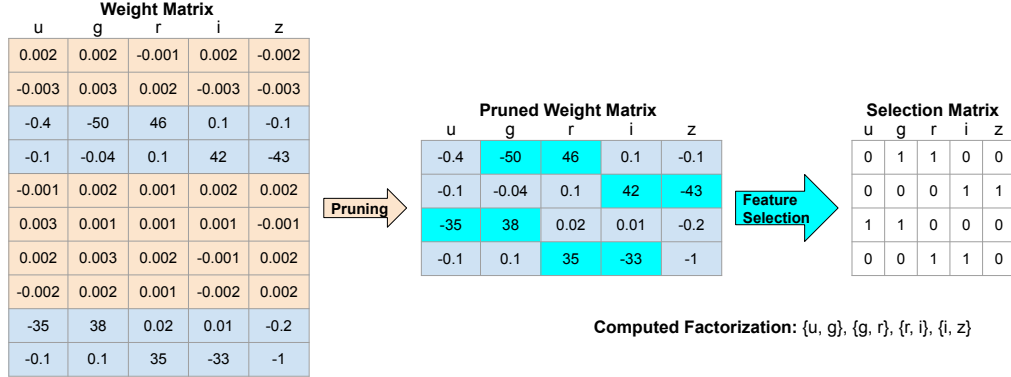 Weight Matrix
u g r i z
0.002 0.002 -0.001 0.002 -0.002
-0.003 0.003 0.002 -0.003 -0.003
-0.4 -50 46 0.1 -0.1
-0.1 -0.04 0.1 42 -43
-0.001 0.002 0.001 0.002 0.002
0.003 0.001 0.001 0.001 -0.001
0.002 0.003 0.002 -0.001 0.002
-0.002 0.002 0.001 -0.002 0.002
-35 38 0.02 0.01 -0.2
-0.1 0.1 35 -33 -1
Pruning
Pruned Weight Matrix
u g r i z
-0.4 -50 46 0.1 -0.1
-0.1 -0.04 0.1 42 -43
-35 38 0.02 0.01 -0.2
-0.1 0.1 35 -33 -1
Feature
Selection
Selection Matrix
u g r i z
0 1 1 0 0
0 0 0 1 1
1 1 0 0 0
0 0 1 1 0
Computed Factorization: {u, g}, {g, r}, {r, i}, {i, z}